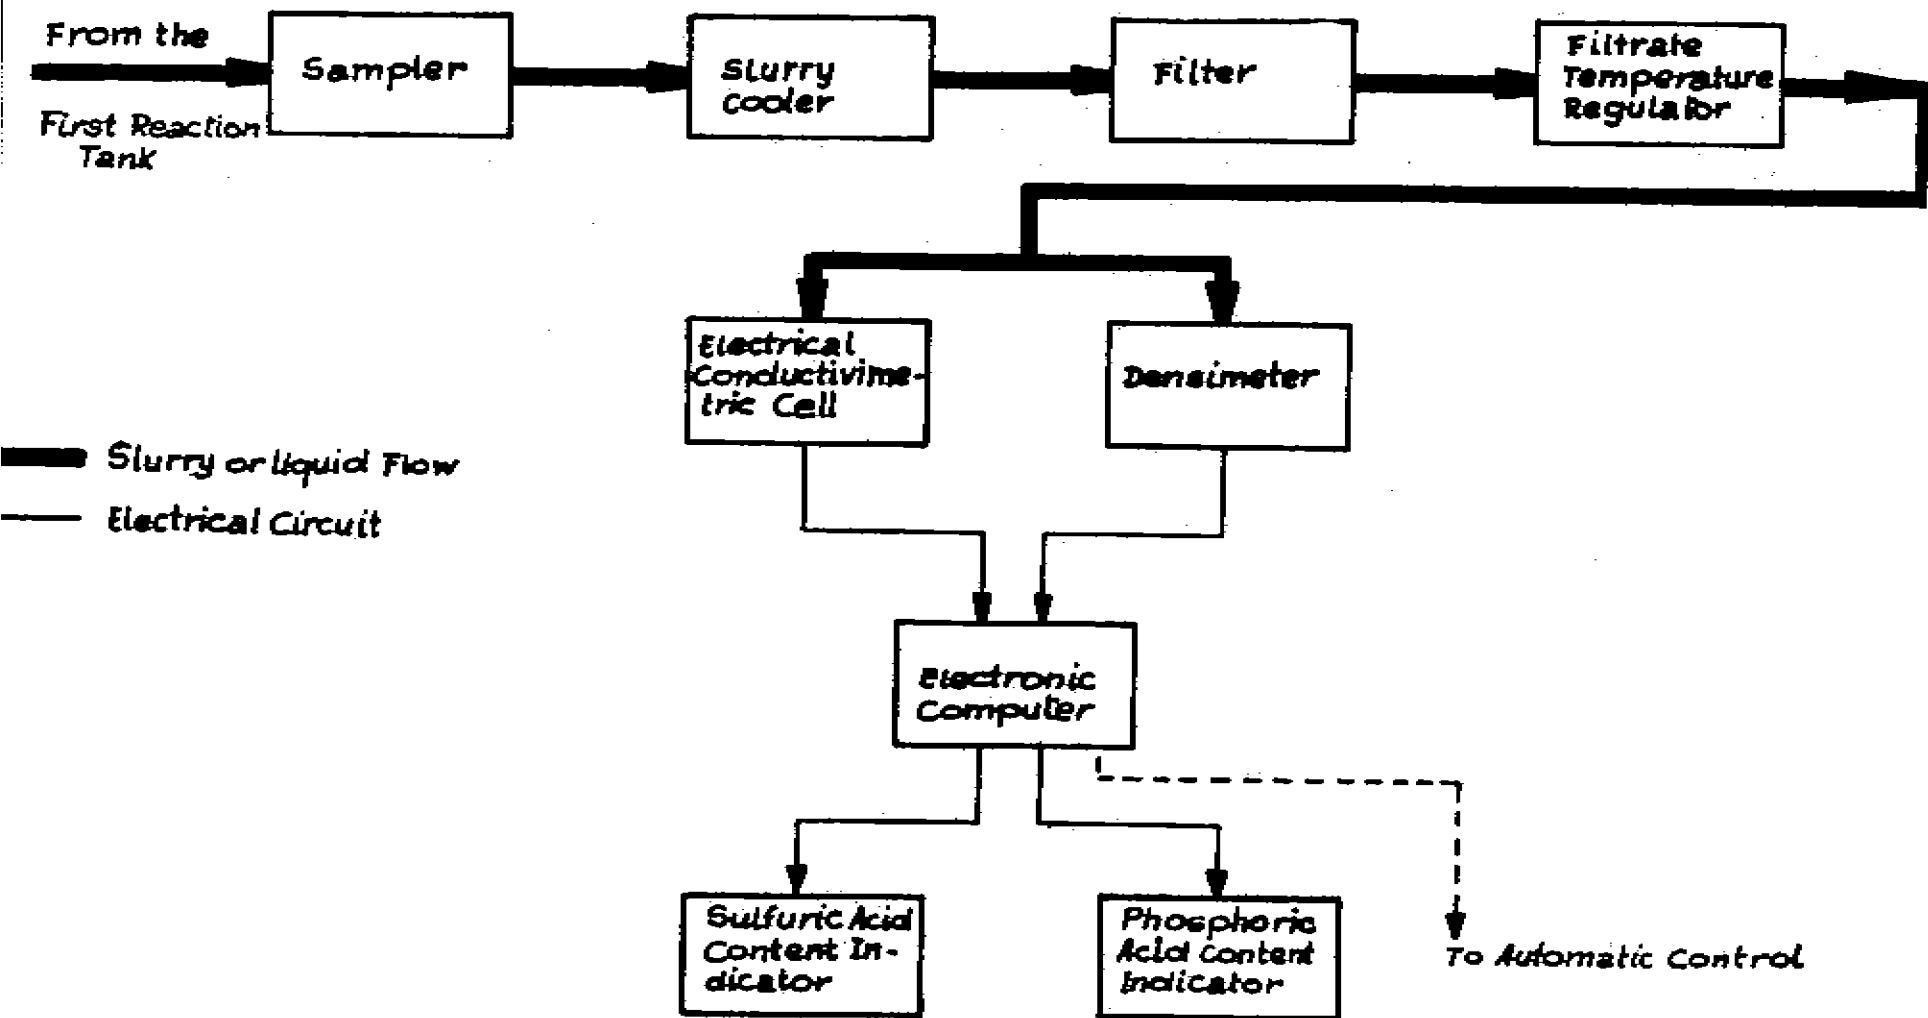 From the
First Reaction
Tank
Sampler
Slurry
Cooler
Filter
Filtrate
Temperature
Regulator
Electrical
Conductivime-
tric Cell
Densimeter
Slurry or liquid Flow
Electrical Circuit
Electronic
Computer
Sulfuric Acid
Content In-
dicator
Phosphoric
Acid Content
Indicator
To Automatic Control